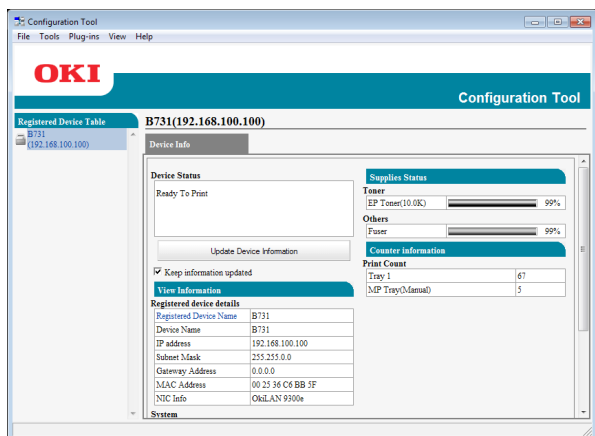 Configuration Tool
File Tools Plug-ins View Help
OKI
Configuration Tool
Registered Device Table
B731
(192.168.100.100)
B731(192.168.100.100)
Device Info
Device Status
Ready To Print
Update Device Information
Keep information updated
View Information
Registered device details
Registered Device Name B731
Device Name B731
IP address 192.168.100.100
Subnet Mask 255.255.0.0
Gateway Address 0.0.0.0
MAC Address 00 25 36 C6 BB 5F
NIC Info OkiLAN 9300e
System
Supplies Status
Toner
EP Toner(10.0K) 99%
Others
Fuser 99%
Counter information
Print Count
Tray 1 67
MP Tray(Manual) 5